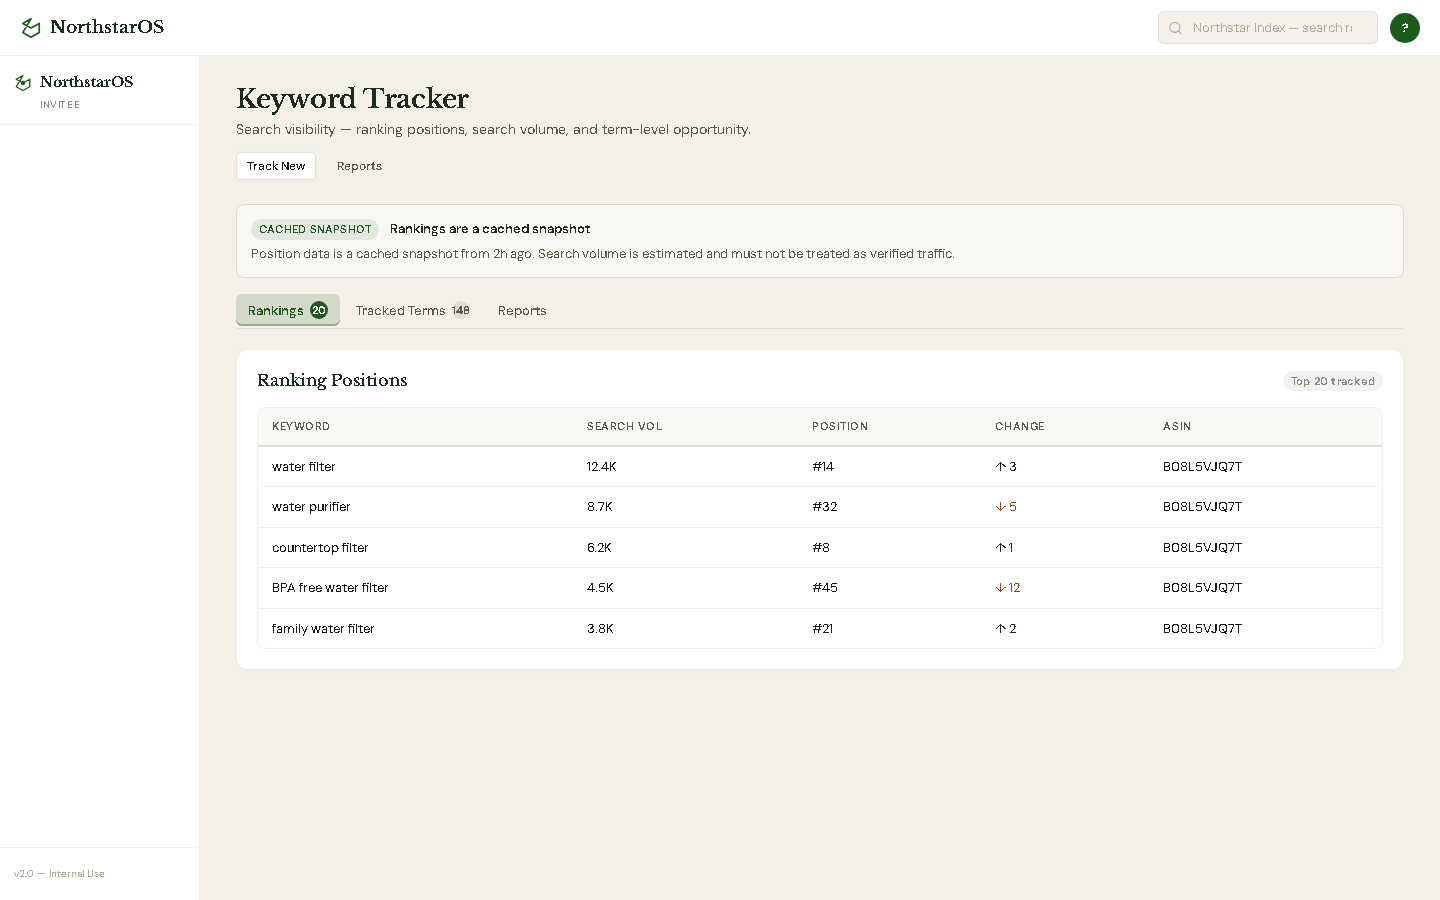 NorthstarOS
Northstar Index — search r
?
NorthstarOS
INVITEE
Keyword Tracker
Search visibility — ranking positions, search volume, and term-level opportunity.
Track New Reports
CACHED SNAPSHOT Rankings are a cached snapshot
Position data is a cached snapshot from 2h ago. Search volume is estimated and must not be treated as verified traffic.
Rankings 20 Tracked Terms 148 Reports
Ranking Positions
Top 20 tracked
KEYWORD SEARCH VOL POSITION CHANGE ASIN
water filter 12.4K #14 ↑ 3 B08L5VJQ7T
water purifier 8.7K #32 ↓ 5 B08L5VJQ7T
countertop filter 6.2K #8 ↑ 1 B08L5VJQ7T
BPA free water filter 4.5K #45 ↓ 12 B08L5VJQ7T
family water filter 3.8K #21 ↑ 2 B08L5VJQ7T
v2.0 — Internal Use